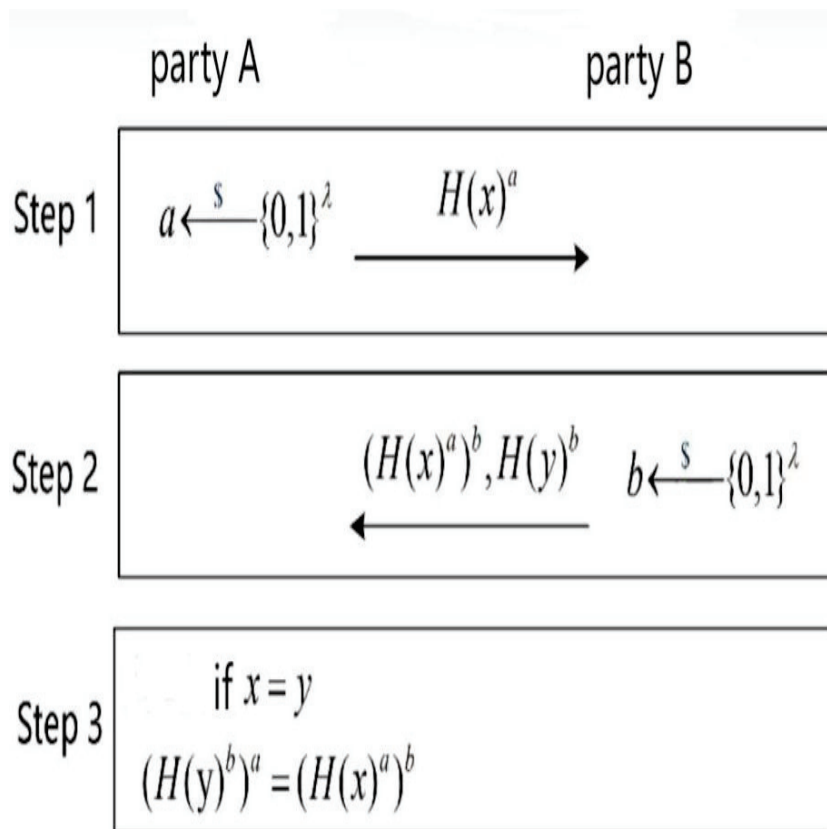 party A party B
Step 1 a ←$— {0,1}^λ H(x)^a
Step 2 (H(x)^a)^b, H(y)^b b ←$— {0,1}^λ
if x = y
Step 3
(H(y)^b)^a = (H(x)^a)^b